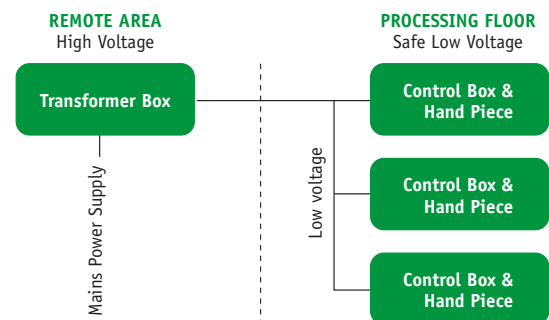 REMOTE AREA
High Voltage
PROCESSING FLOOR
Safe Low Voltage
Transformer Box
Control Box &
Hand Piece
Mains Power Supply
Low voltage
Control Box &
Hand Piece
Control Box &
Hand Piece